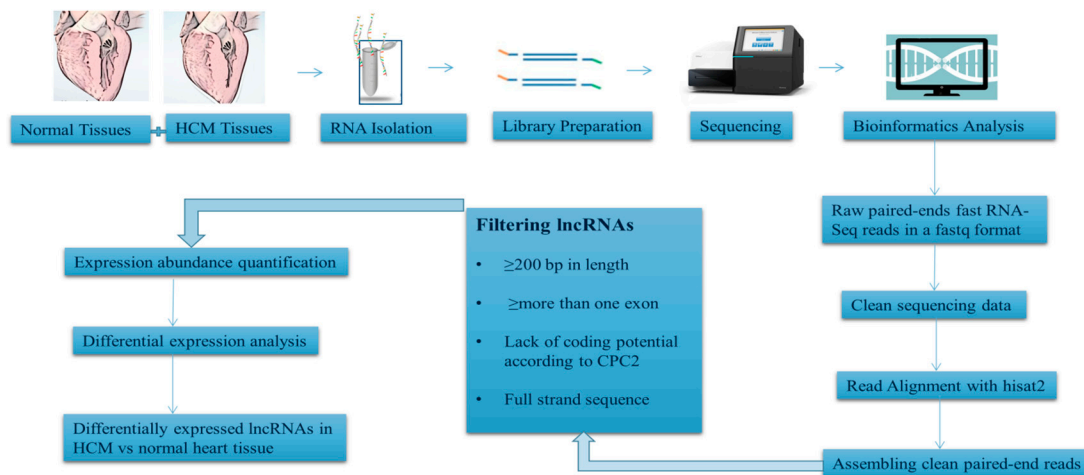 Normal Tissues
HCM Tissues
RNA Isolation
Library Preparation
Sequencing
Bioinformatics Analysis
Raw paired-ends fast RNA-
Seq reads in a fastq format
Clean sequencing data
Read Alignment with hisat2
Assembling clean paired-end reads
Filtering lncRNAs
• ≥200 bp in length
• ≥more than one exon
• Lack of coding potential
according to CPC2
• Full strand sequence
Expression abundance quantification
Differential expression analysis
Differentially expressed lncRNAs in
HCM vs normal heart tissue